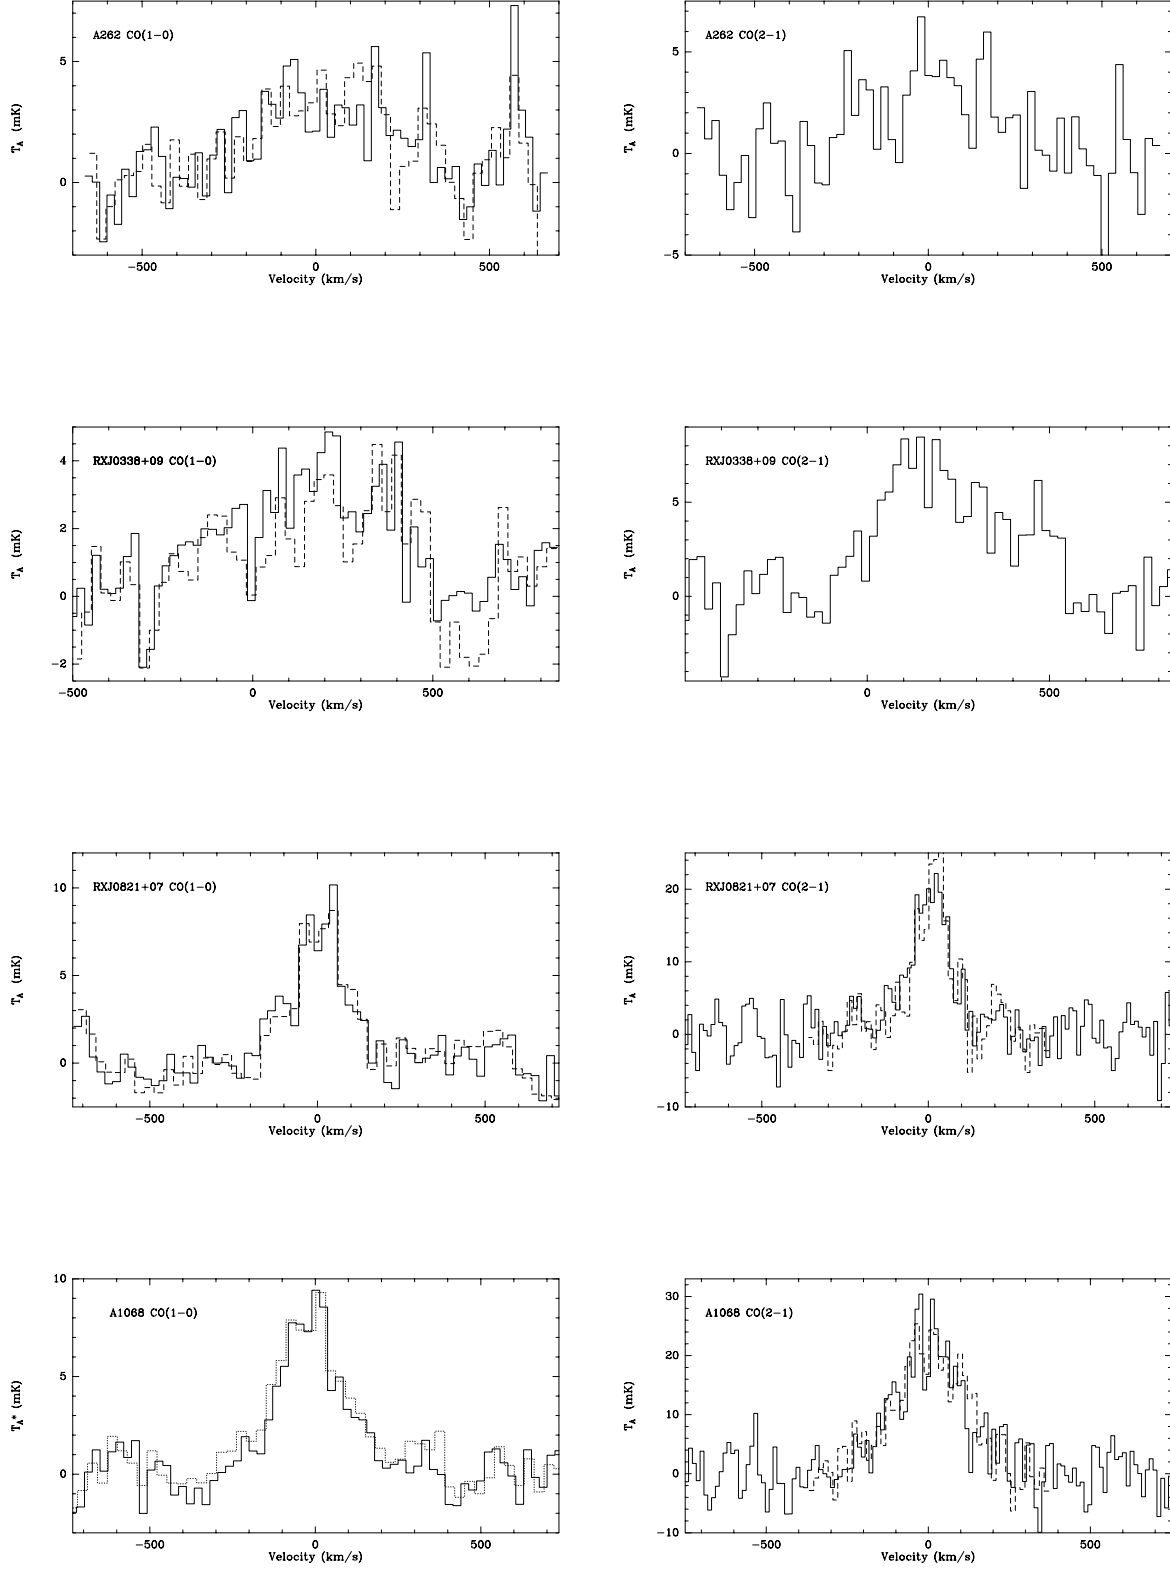 A262 CO(1−0)
5
0
T_A (mK)
−500 0 500
Velocity (km/s)
A262 CO(2−1)
5
0
−5
T_A (mK)
−500 0 500
Velocity (km/s)
RXJ0338+09 CO(1−0)
4
2
0
−2
T_A (mK)
−500 0 500
Velocity (km/s)
RXJ0338+09 CO(2−1)
5
0
T_A (mK)
0 500
Velocity (km/s)
RXJ0821+07 CO(1−0)
10
5
0
T_A (mK)
−500 0 500
Velocity (km/s)
RXJ0821+07 CO(2−1)
20
10
0
−10
T_A (mK)
−500 0 500
Velocity (km/s)
A1068 CO(1−0)
10
5
0
T_A* (mK)
−500 0 500
Velocity (km/s)
A1068 CO(2−1)
30
20
10
0
−10
T_A (mK)
−500 0 500
Velocity (km/s)